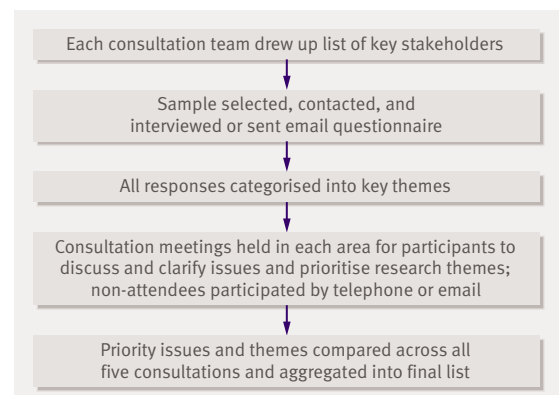 Each consultation team drew up list of key stakeholders
Sample selected, contacted, and
interviewed or sent email questionnaire
All responses categorised into key themes
Consultation meetings held in each area for participants to
discuss and clarify issues and prioritise research themes;
non-attendees participated by telephone or email
Priority issues and themes compared across all
five consultations and aggregated into final list